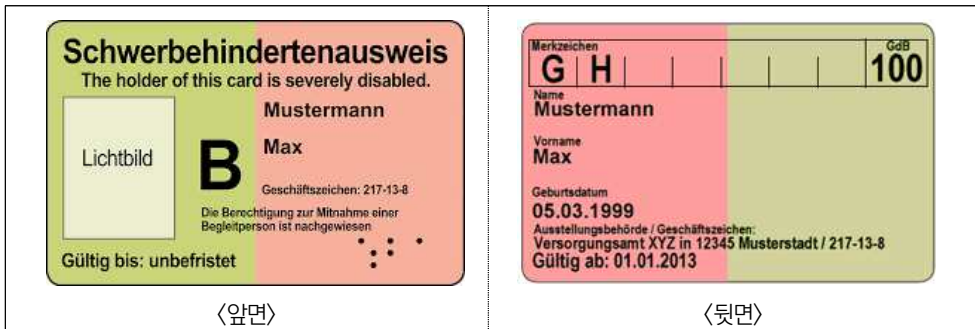 Schwerbehindertenausweis
The holder of this card is severely disabled.
Mustermann
Max
Lichtbild
B
Geschäftszeichen: 217-13-8
Die Berechtigung zur Mitnahme einer
Begleitperson ist nachgewiesen
Gültig bis: unbefristet
〈앞면〉
Merkzeichen
GdB
G H
100
Name
Mustermann
Vorname
Max
Geburtsdatum
05.03.1999
Ausstellungsbehörde / Geschäftszeichen:
Versorgungsamt XYZ in 12345 Musterstadt / 217-13-8
Gültig ab: 01.01.2013
〈뒷면〉